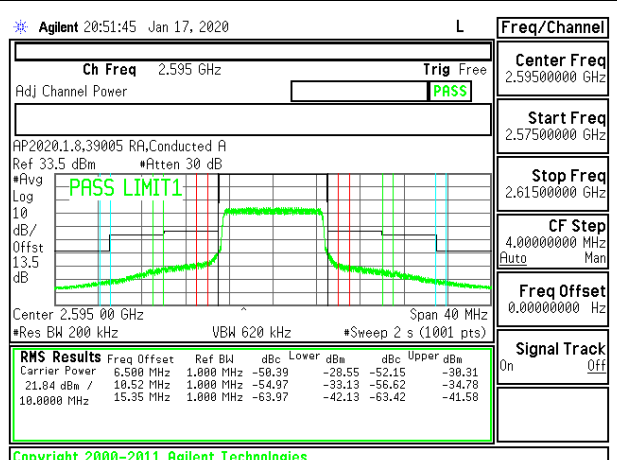 Agilent 20:51:45 Jan 17, 2020 L
Freq/Channel
Ch Freq 2.595 GHz Trig Free
Adj Channel Power PASS
Center Freq
2.59500000 GHz
Start Freq
2.57500000 GHz
Stop Freq
2.61500000 GHz
CF Step
4.00000000 MHz
Auto Man
Freq Offset
0.00000000 Hz
Signal Track
On Off
AP2020.1.8,39005 RA,Conducted A
Ref 33.5 dBm #Atten 30 dB
#Avg
Log
10
dB/
Offst
13.5
dB
PASS LIMIT1
Center 2.595 00 GHz Span 40 MHz
#Res BW 200 kHz VBW 620 kHz #Sweep 2 s (1001 pts)
RMS Results Freq Offset Ref BW dBc Lower dBm dBc Upper dBm
Carrier Power 6.500 MHz 1.000 MHz -50.39 -28.55 -52.15 -30.31
21.84 dBm / 10.52 MHz 1.000 MHz -54.97 -33.13 -56.62 -34.78
10.0000 MHz 15.35 MHz 1.000 MHz -63.97 -42.13 -63.42 -41.58
Copyright 2000-2011 Agilent Technologies